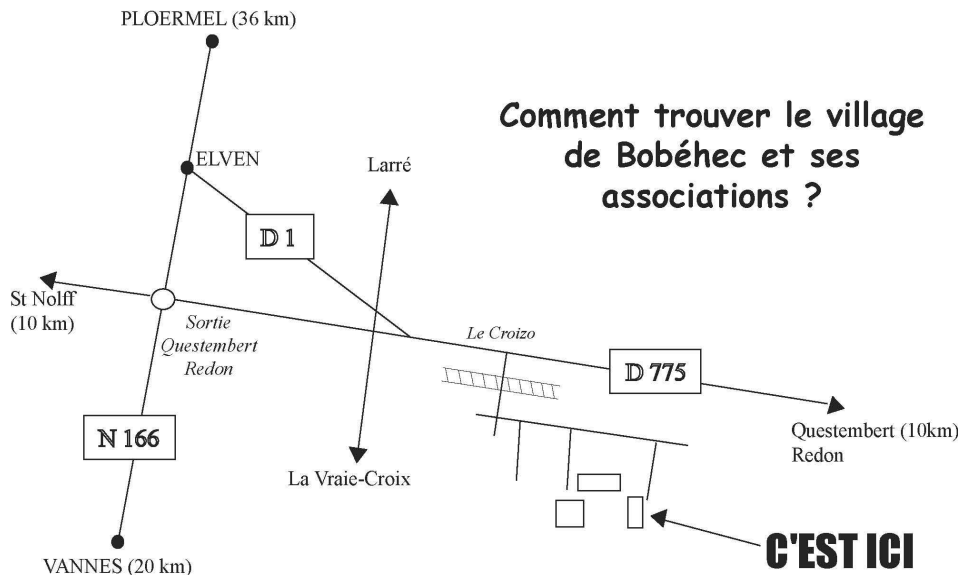 PLOERMEL (36 km)
Comment trouver le village
de Bobéhec et ses
associations ?
ELVEN
Larré
D 1
St Nolff
(10 km)
Sortie
Questembert
Redon
Le Croizo
D 775
N 166
Questembert (10km)
Redon
La Vraie-Croix
C'EST ICI
VANNES (20 km)